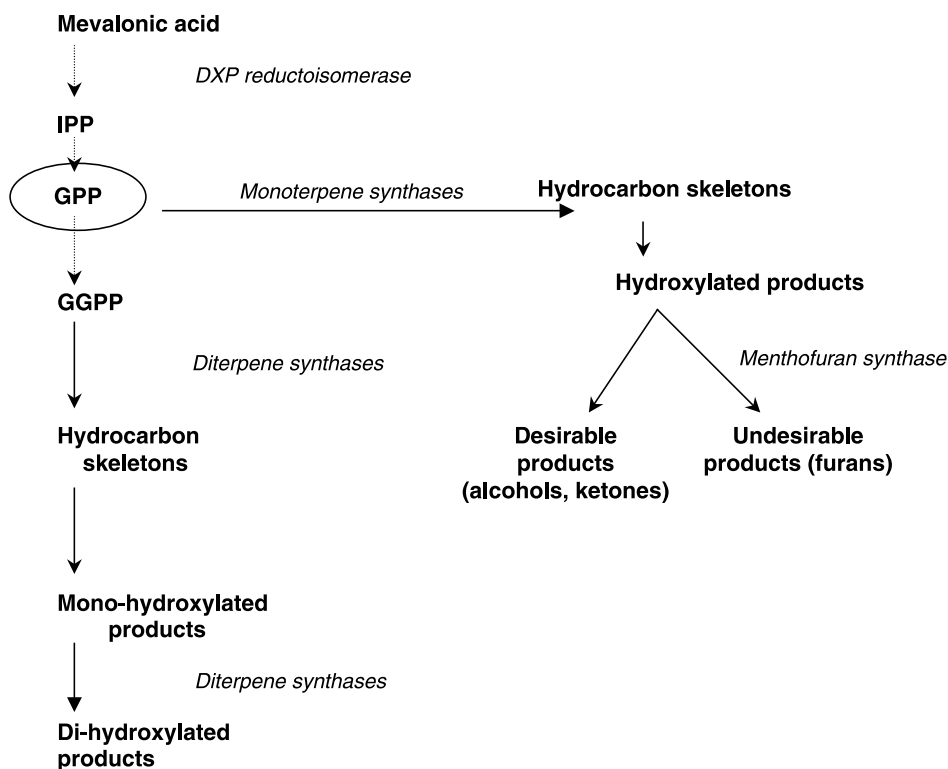 Mevalonic acid
DXP reductoisomerase
IPP
GPP
Monoterpene synthases
Hydrocarbon skeletons
Hydroxylated products
GGPP
Diterpene synthases
Menthofuran synthase
Hydrocarbon
skeletons
Desirable
products
(alcohols, ketones)
Undesirable
products (furans)
Mono-hydroxylated
products
Diterpene synthases
Di-hydroxylated
products